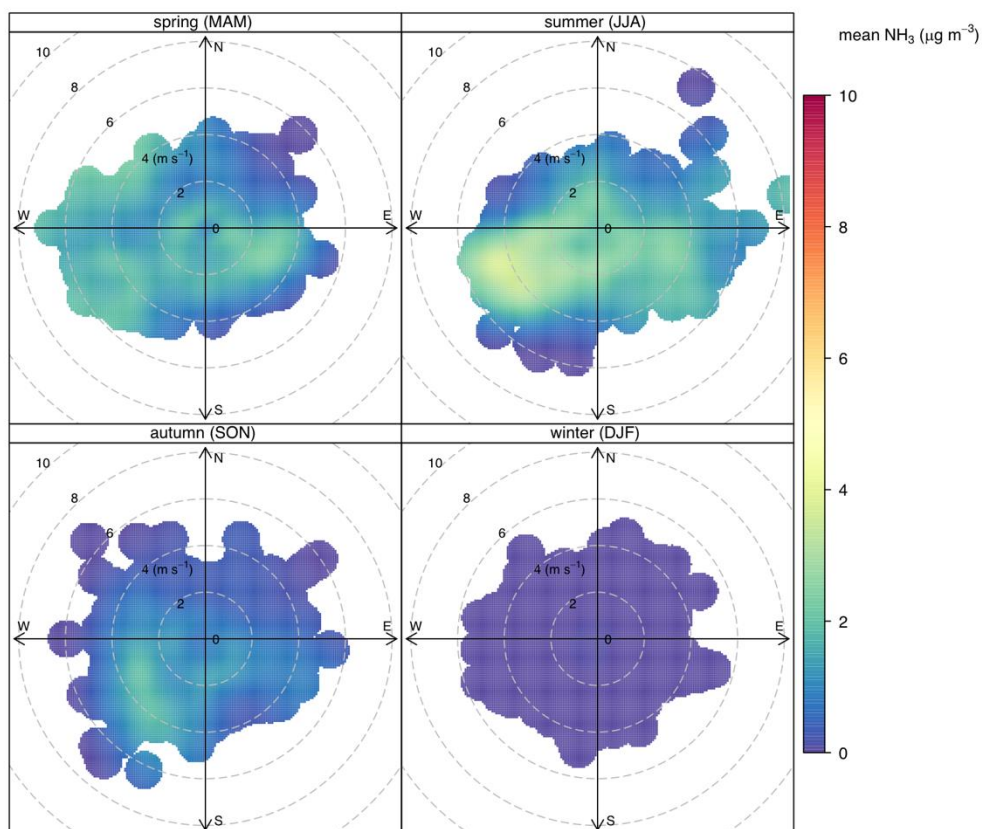 spring (MAM)
summer (JJA)
mean NH₃ (μg m⁻³)
10
8
6
4 (m s⁻¹)
2
0
W
N
E
S
10
8
6
4 (m s⁻¹)
2
0
W
N
E
S
autumn (SON)
winter (DJF)
10
8
6
4 (m s⁻¹)
2
0
W
N
E
S
10
8
6
4 (m s⁻¹)
2
0
W
N
E
S
10
8
6
4
2
0